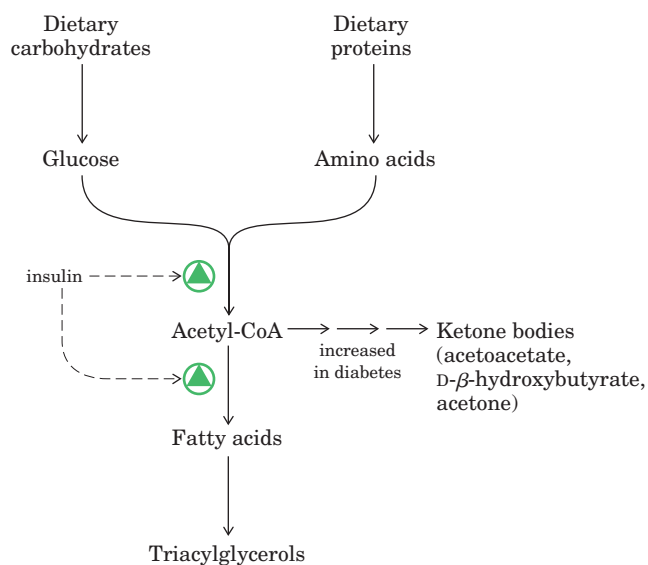 Dietary
carbohydrates
Dietary
proteins
Glucose
Amino acids
insulin
Acetyl-CoA
increased
in diabetes
Ketone bodies
(acetoacetate,
D-β-hydroxybutyrate,
acetone)
Fatty acids
Triacylglycerols